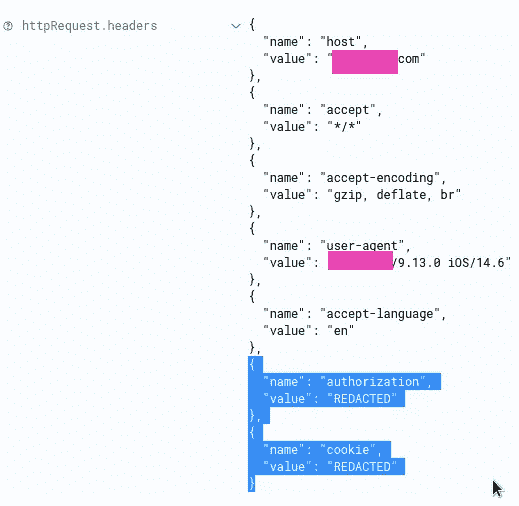 httpRequest.headers
{
"name": "host",
"value": "com"
},
{
"name": "accept",
"value": "*/*"
},
{
"name": "accept-encoding",
"value": "gzip, deflate, br"
},
{
"name": "user-agent",
"value": /9.13.0 iOS/14.6"
},
{
"name": "accept-language",
"value": "en"
},
{
"name": "authorization",
"value": "REDACTED"
},
{
"name": "cookie",
"value": "REDACTED"
}